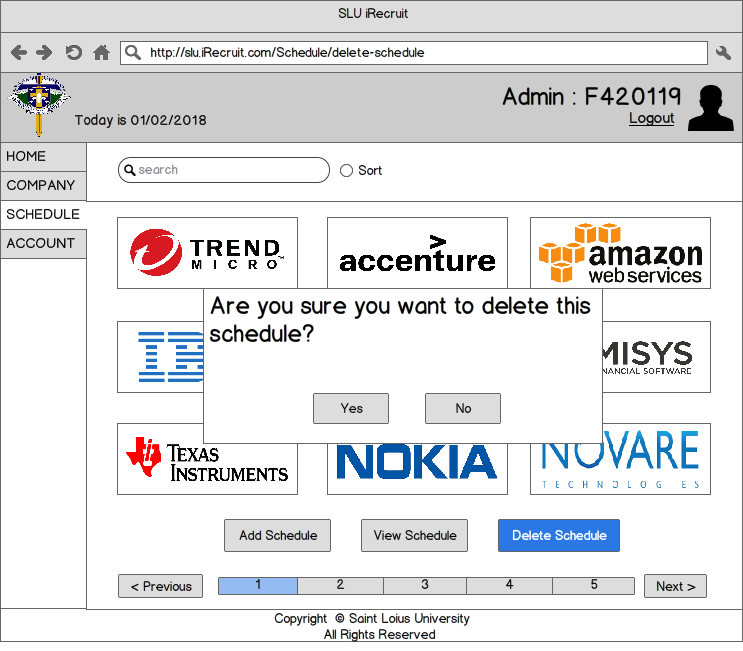 SLU iRecruit
http://slu.iRecruit.com/Schedule/delete-schedule
Admin : F420119
Today is 01/02/2018
Logout
HOME
COMPANY
SCHEDULE
ACCOUNT
search
Sort
TREND
MICRO
accenture
amazon
web services
Are you sure you want to delete this
schedule?
Yes
No
IB
MISYS
NANCIAL SOFTWARE
TEXAS
INSTRUMENTS
NOKIA
NOVARE
TECHNOLOGIES
Add Schedule
View Schedule
Delete Schedule
< Previous
1
2
3
4
5
Next >
Copyright © Saint Loius University
All Rights Reserved